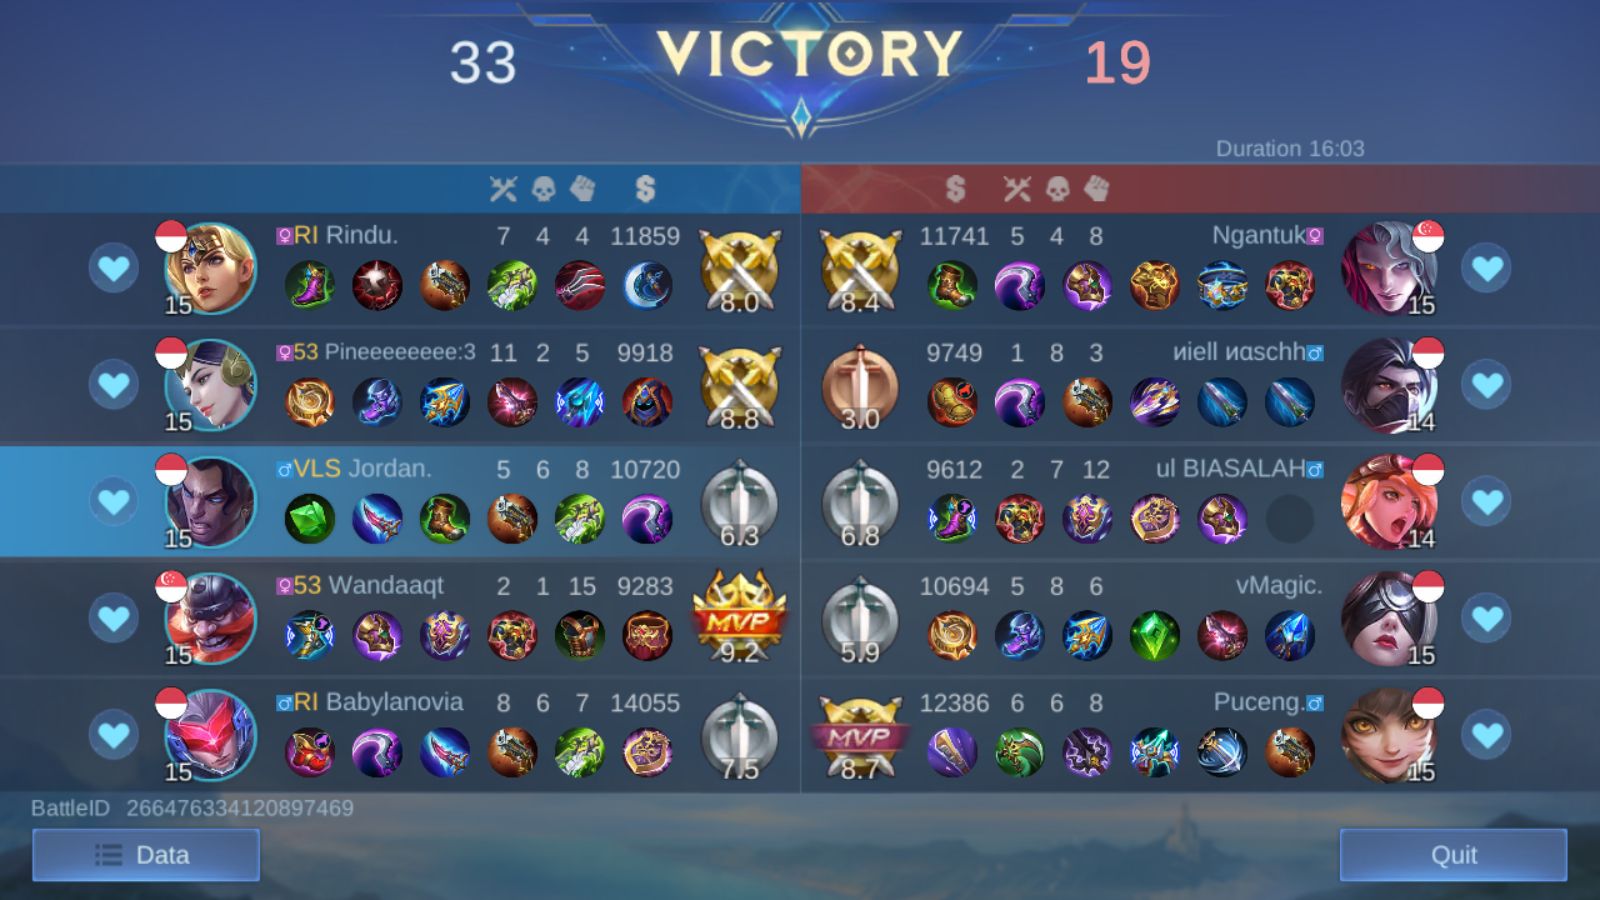 33 VICTORY 19
Duration 16:03
RI Rindu. 7 4 4 11859
15 8.0
11741 5 4 8 Ngantuk
8.4 15
53 Pineeeeeeee:3 11 2 5 9918
15 8.8
9749 1 8 3 иiell иαschh
3.0 14
VLS Jordan. 5 6 8 10720
15 6.3
9612 2 7 12 ul BIASALAH
6.8 14
53 Wandaaqt 2 1 15 9283
MVP
15 9.2
10694 5 8 6 vMagic.
5.9 15
RI Babylanovia 8 6 7 14055
15 7.5
12386 6 6 8 Puceng.
MVP
8.7 15
BattleID 266476334120897469
Data
Quit